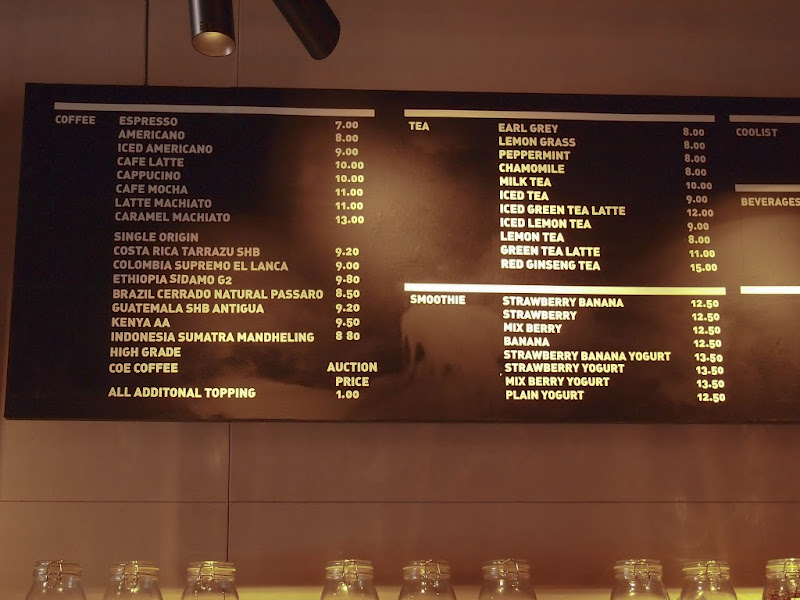 COFFEE
ESPRESSO 7.00
AMERICANO 8.00
ICED AMERICANO 9.00
CAFE LATTE 10.00
CAPPUCINO 10.00
CAFE MOCHA 11.00
LATTE MACHIATO 11.00
CARAMEL MACHIATO 13.00
SINGLE ORIGIN
COSTA RICA TARRAZU SHB 9.20
COLOMBIA SUPREMO EL LANCA 9.00
ETHIOPIA SIDAMO G2 9.80
BRAZIL CERRADO NATURAL PASSARO 8.50
GUATEMALA SHB ANTIGUA 9.20
KENYA AA 9.50
INDONESIA SUMATRA MANDHELING 8 80
HIGH GRADE
COE COFFEE AUCTION
PRICE
ALL ADDITONAL TOPPING 1.00
TEA
EARL GREY 8.00
LEMON GRASS 8.00
PEPPERMINT 8.00
CHAMOMILE 8.00
MILK TEA 10.00
ICED TEA 9.00
ICED GREEN TEA LATTE 12.00
ICED LEMON TEA 9.00
LEMON TEA 8.00
GREEN TEA LATTE 11.00
RED GINSENG TEA 15.00
SMOOTHIE
STRAWBERRY BANANA 12.50
STRAWBERRY 12.50
MIX BERRY 12.50
BANANA 12.50
STRAWBERRY BANANA YOGURT 13.50
STRAWBERRY YOGURT 13.50
MIX BERRY YOGURT 13.50
PLAIN YOGURT 12.50
COOLIST
BEVERAGES